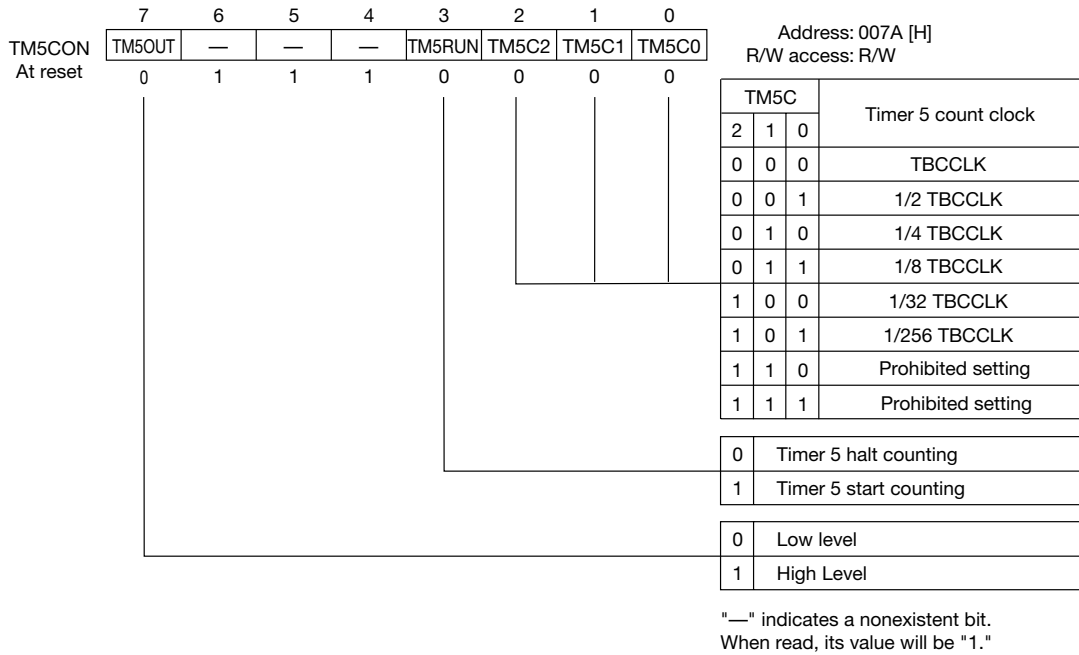 7 6 5 4 3 2 1 0
TM5CON TM5OUT — — — TM5RUN TM5C2 TM5C1 TM5C0
At reset 0 1 1 1 0 0 0 0
Address: 007A [H]
R/W access: R/W
TM5C Timer 5 count clock
2 1 0
0 0 0 TBCCLK
0 0 1 1/2 TBCCLK
0 1 0 1/4 TBCCLK
0 1 1 1/8 TBCCLK
1 0 0 1/32 TBCCLK
1 0 1 1/256 TBCCLK
1 1 0 Prohibited setting
1 1 1 Prohibited setting
0 Timer 5 halt counting
1 Timer 5 start counting
0 Low level
1 High Level
"—" indicates a nonexistent bit.
When read, its value will be "1."